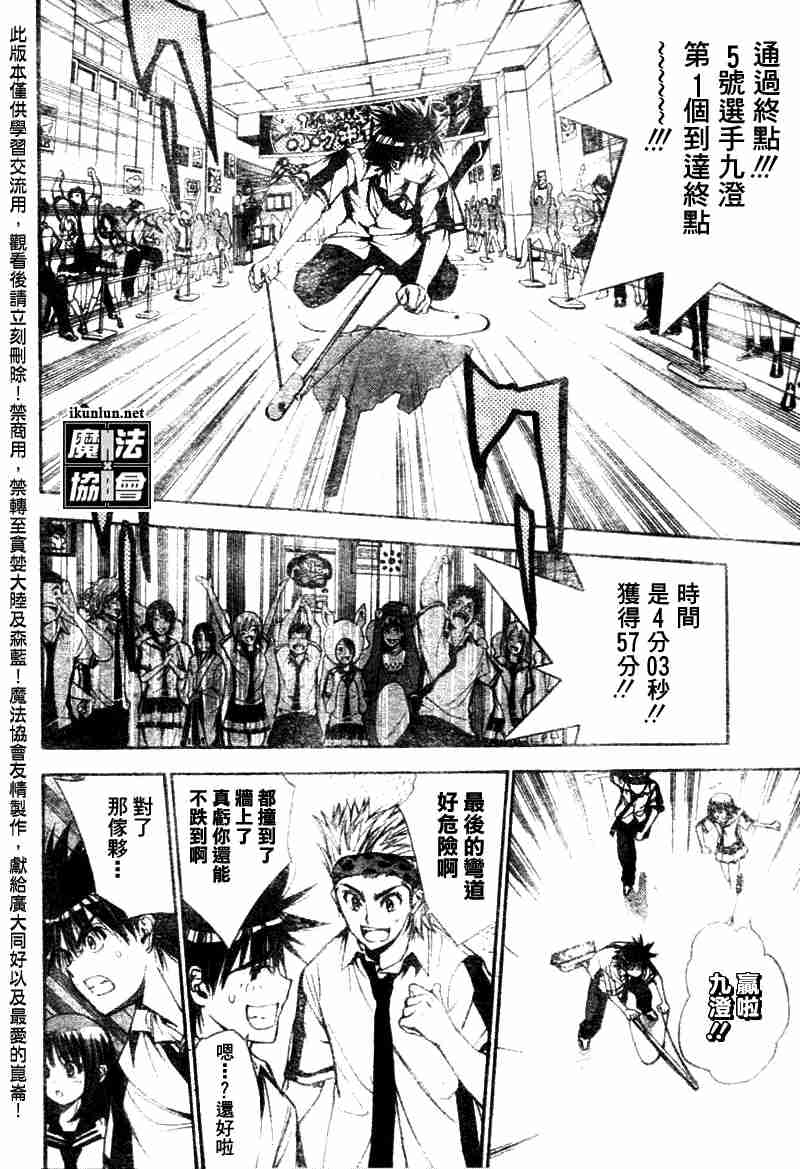 通過終點!!!
5號選手九澄
第1個到達終點
~~~~~~!!!
時間
是4分03秒!!
獲得57分!!
贏啦
九澄!!
最後的彎道
好危險啊
都撞到了
牆上了
真虧你還能
不跌到啊
嗯…?還好啦
對了
那傢夥…
ikunlun.net
魔法
協會
此版本僅供學習交流用，觀看後請立刻刪除！禁商用，禁轉至貪婪大陸及森藍！魔法協會友情製作，獻給廣大同好以及最愛的崑崙！